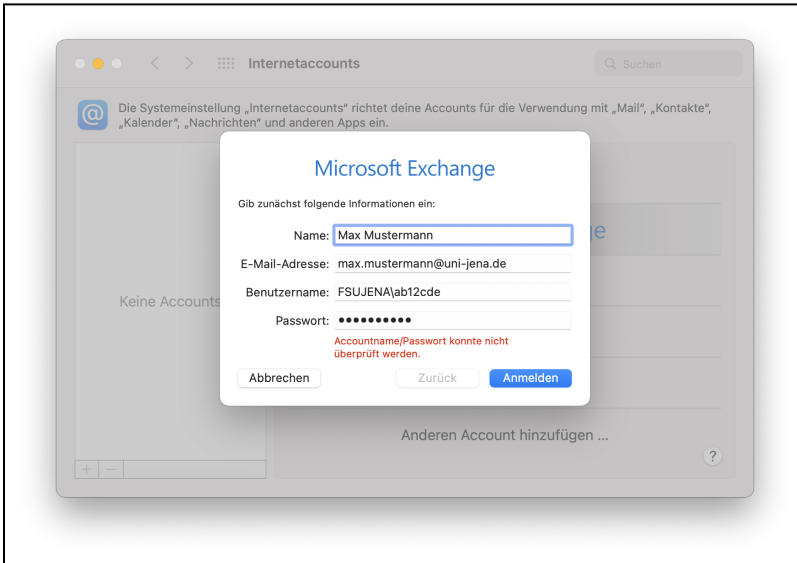 Internetaccounts
Suchen
Die Systemeinstellung „Internetaccounts“ richtet deine Accounts für die Verwendung mit „Mail“, „Kontakte“,
„Kalender“, „Nachrichten“ und anderen Apps ein.
Microsoft Exchange
Gib zunächst folgende Informationen ein:
Name: Max Mustermann
E-Mail-Adresse: max.mustermann@uni-jena.de
Benutzername: FSUJENA\ab12cde
Passwort: ••••••••••
Accountname/Passwort konnte nicht
überprüft werden.
Abbrechen Zurück Anmelden
Keine Accounts
Anderen Account hinzufügen ...
?